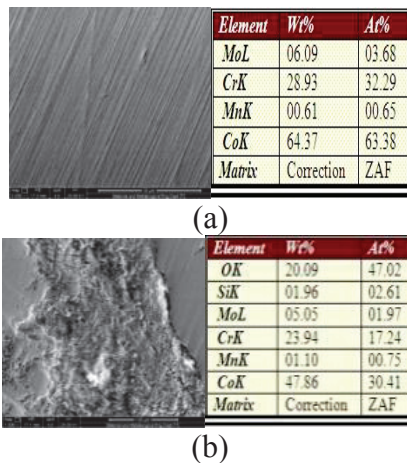 Element Wt% At%
MoL 06.09 03.68
CrK 28.93 32.29
MnK 00.61 00.65
CoK 64.37 63.38
Matrix Correction ZAF
(a)
Element Wt% At%
OK 20.09 47.02
SiK 01.96 02.61
MoL 05.05 01.97
CrK 23.94 17.24
MnK 01.10 00.75
CoK 47.86 30.41
Matrix Correction ZAF
(b)